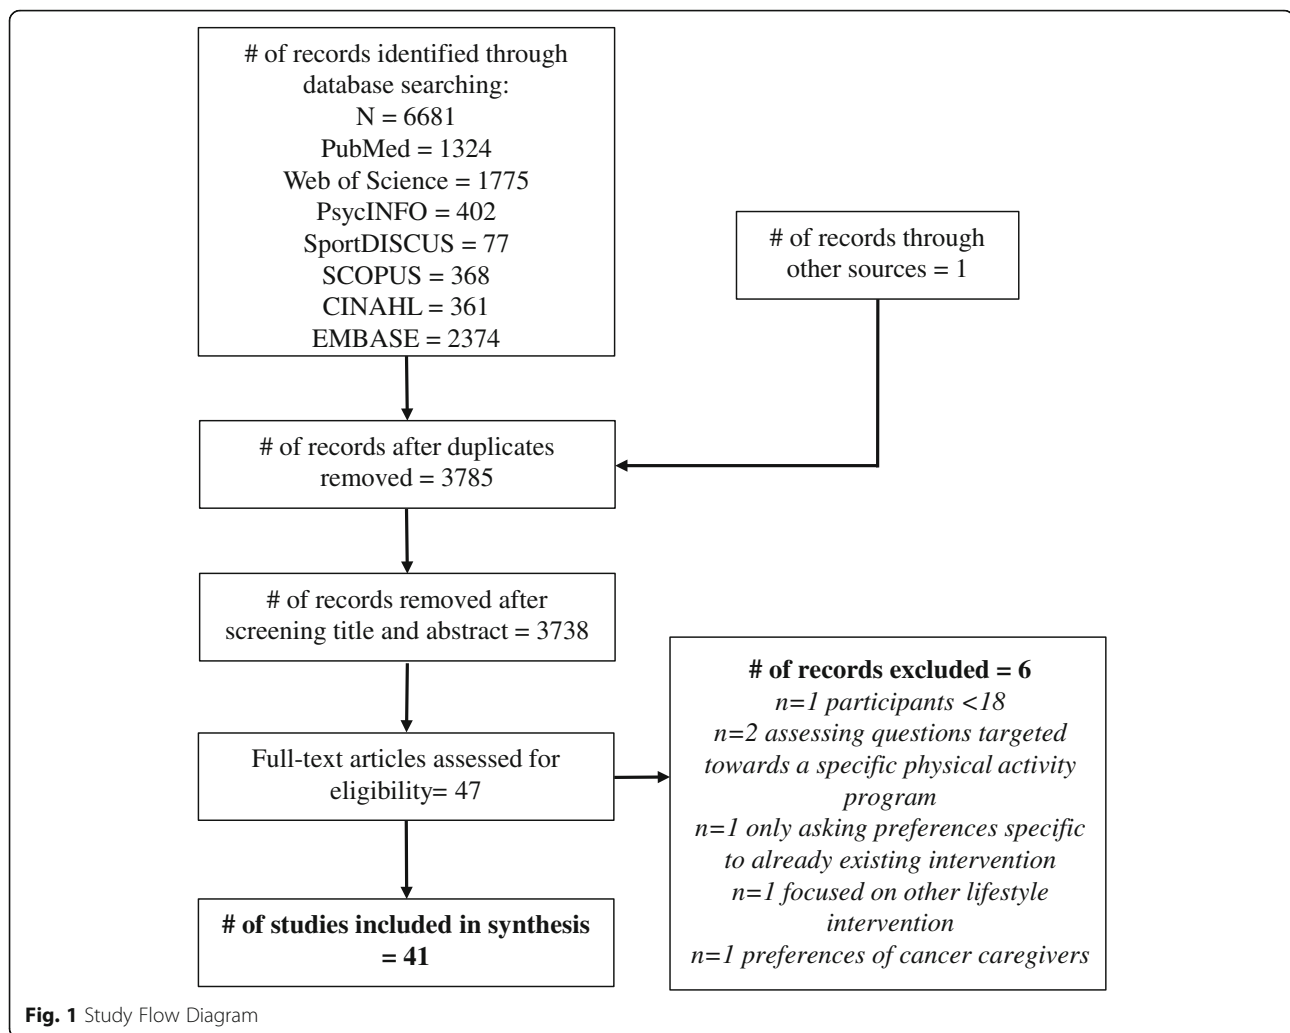 # of records identified through
database searching:
N = 6681
PubMed = 1324
Web of Science = 1775
PsycINFO = 402
SportDISCUS = 77
SCOPUS = 368
CINAHL = 361
EMBASE = 2374
# of records through
other sources = 1
# of records after duplicates
removed = 3785
# of records removed after
screening title and abstract = 3738
Full-text articles assessed for
eligibility= 47
# of records excluded = 6
n=1 participants <18
n=2 assessing questions targeted
towards a specific physical activity
program
n=1 only asking preferences specific
to already existing intervention
n=1 focused on other lifestyle
intervention
n=1 preferences of cancer caregivers
# of studies included in synthesis
= 41
Fig. 1 Study Flow Diagram